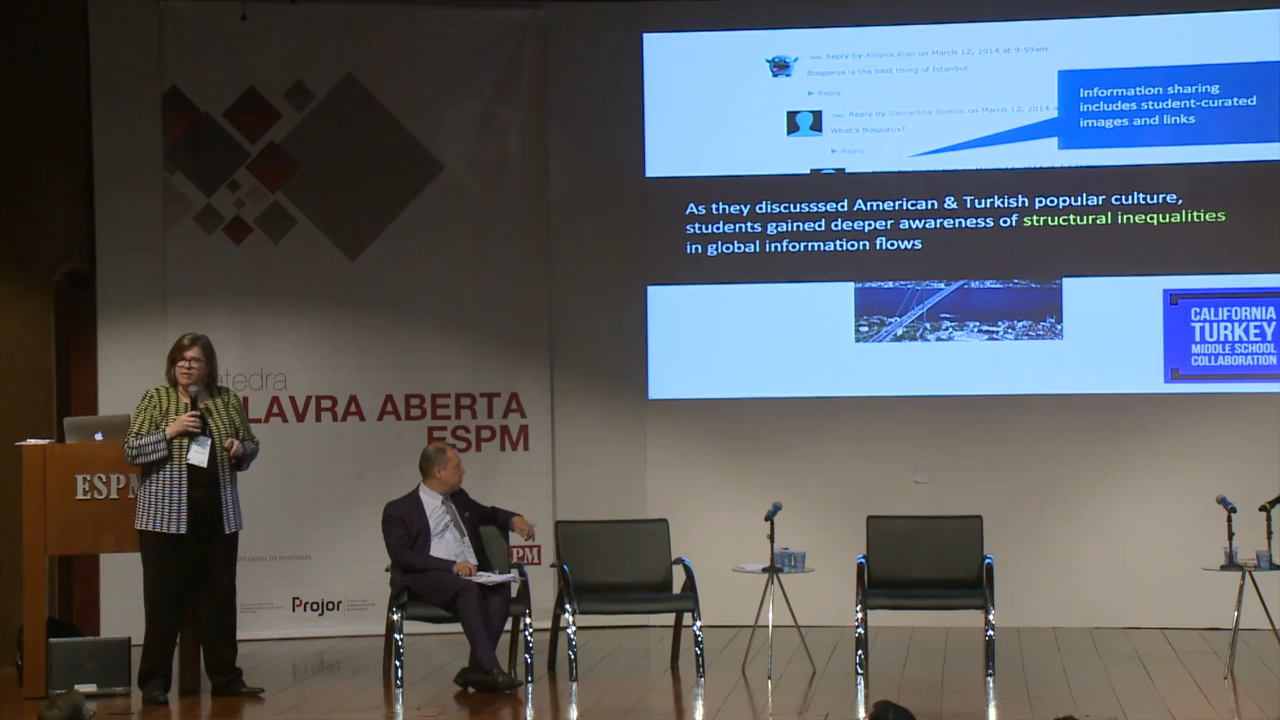 Reply by Aleyna Alan on March 12, 2014 at 9:59am
Bosporus is the best thing of Istanbul
▶ Reply
Reply by Samantha Beaton on March 12, 2014 a
What's Bosporus?
▶ Reply
Information sharing
includes student-curated
images and links
As they discusssed American & Turkish popular culture,
students gained deeper awareness of structural inequalities
in global information flows
CALIFORNIA
TURKEY
MIDDLE SCHOOL
COLLABORATION
atedra
LAVRA ABERTA
ESPM
ESPM
PM
Projor